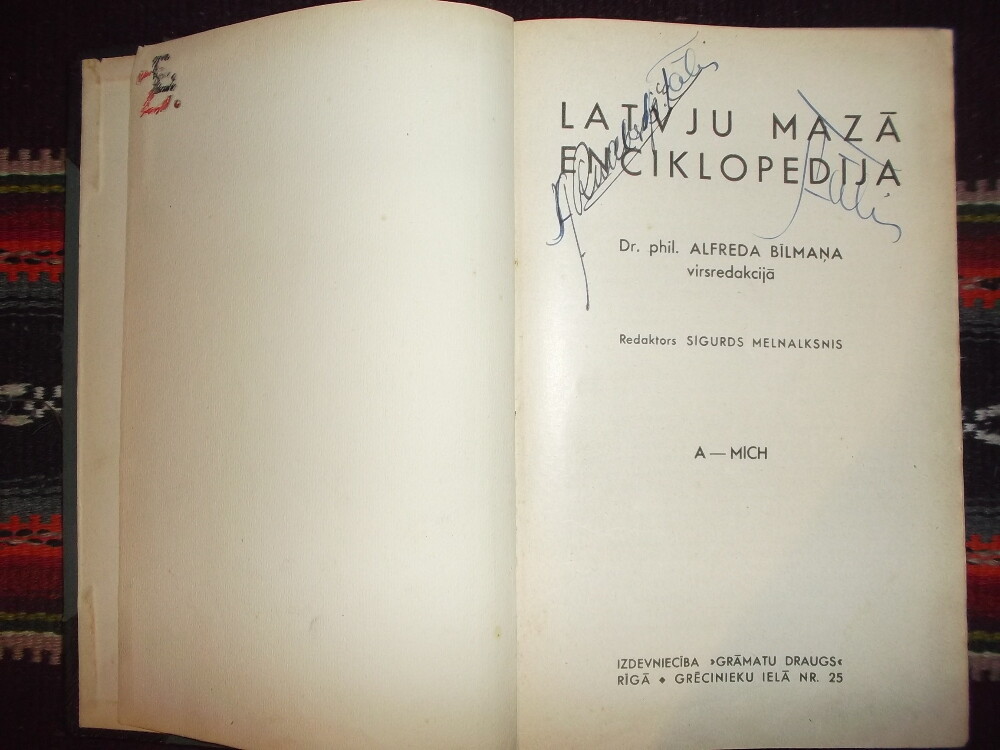 LATVJU MAZĀ
ENCIKLOPEDIJA
Dr. phil. ALFREDA BĪLMAŅA
virsredakcijā
Redaktors SĪGURDS MELNALKSNIS
A — MICH
IZDEVNIECĪBA ›GRĀMATU DRAUGS‹
RĪGĀ ◆ GRĒCINIEKU IELĀ NR. 25